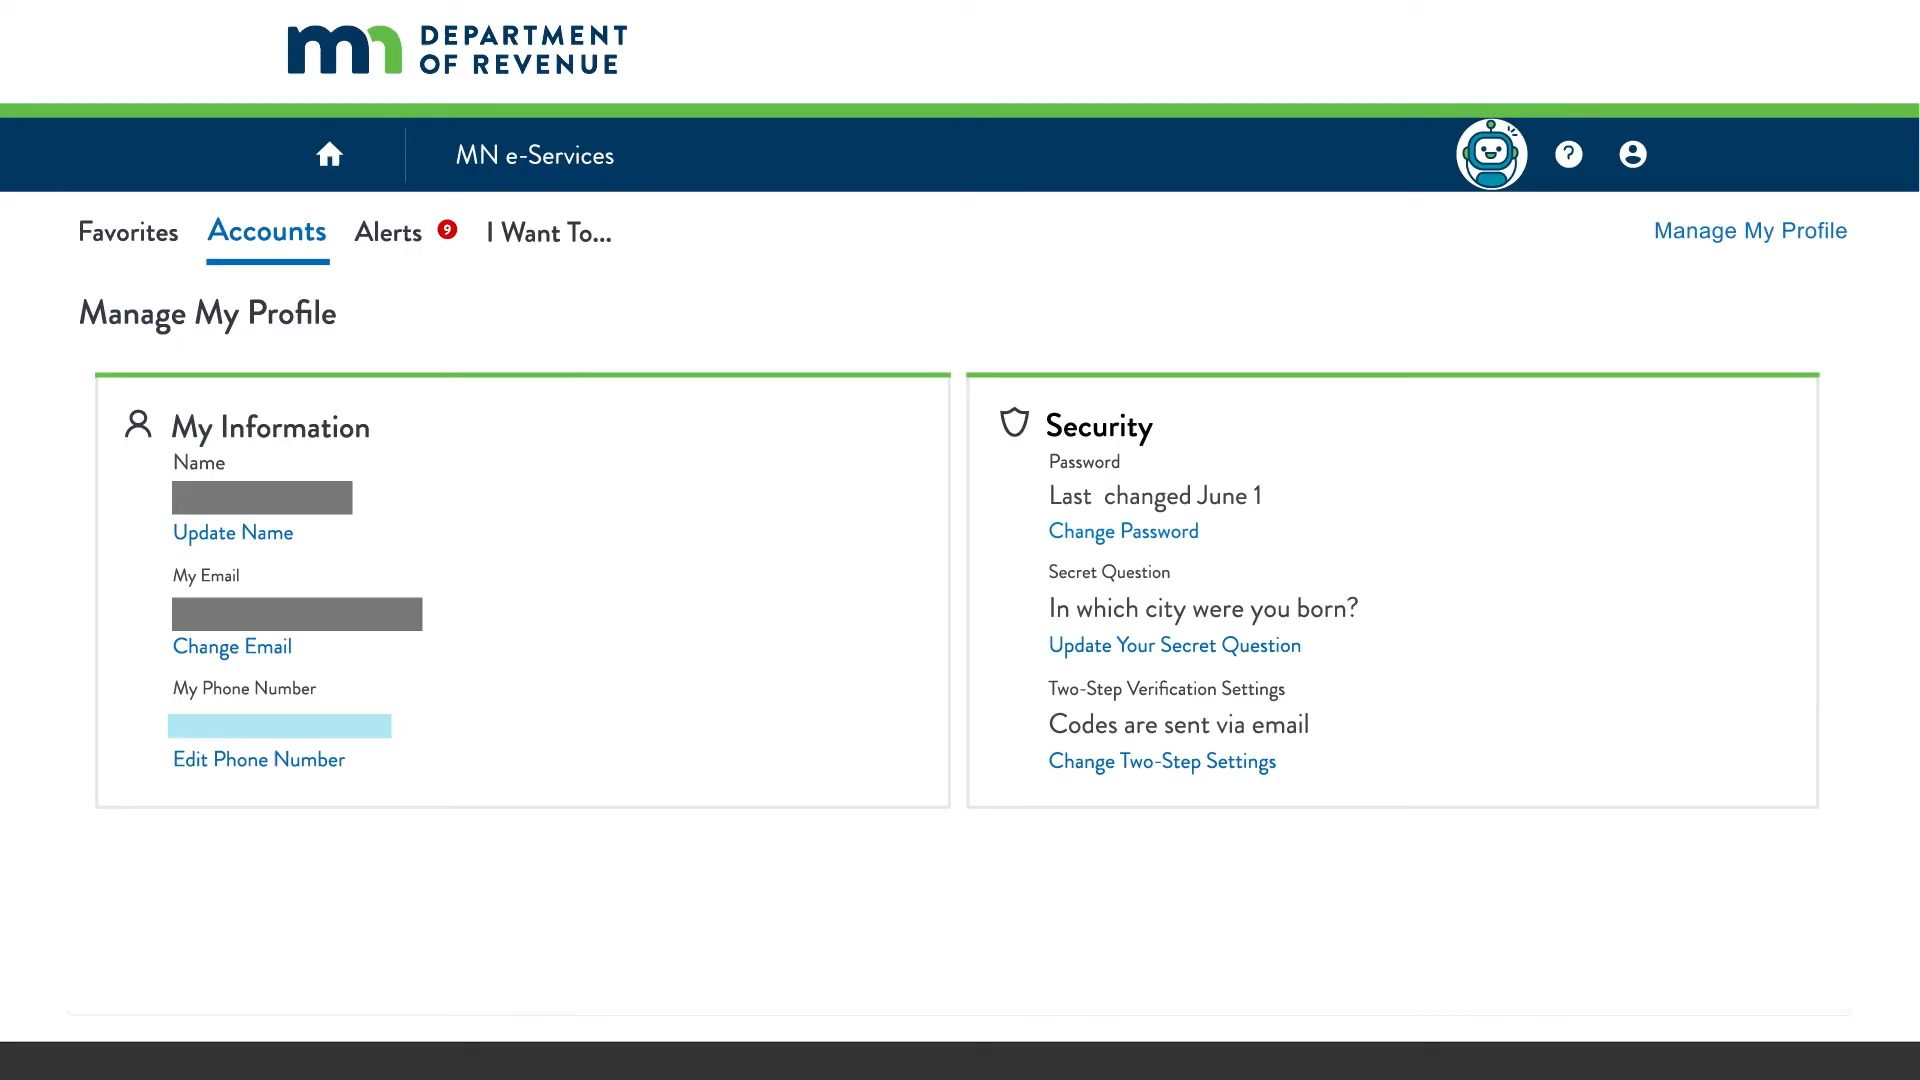 mn DEPARTMENT
OF REVENUE
MN e-Services
?
Favorites Accounts Alerts 9 I Want To... Manage My Profile
Manage My Profile
My Information
Name
Update Name
My Email
Change Email
My Phone Number
Edit Phone Number
Security
Password
Last changed June 1
Change Password
Secret Question
In which city were you born?
Update Your Secret Question
Two-Step Verification Settings
Codes are sent via email
Change Two-Step Settings